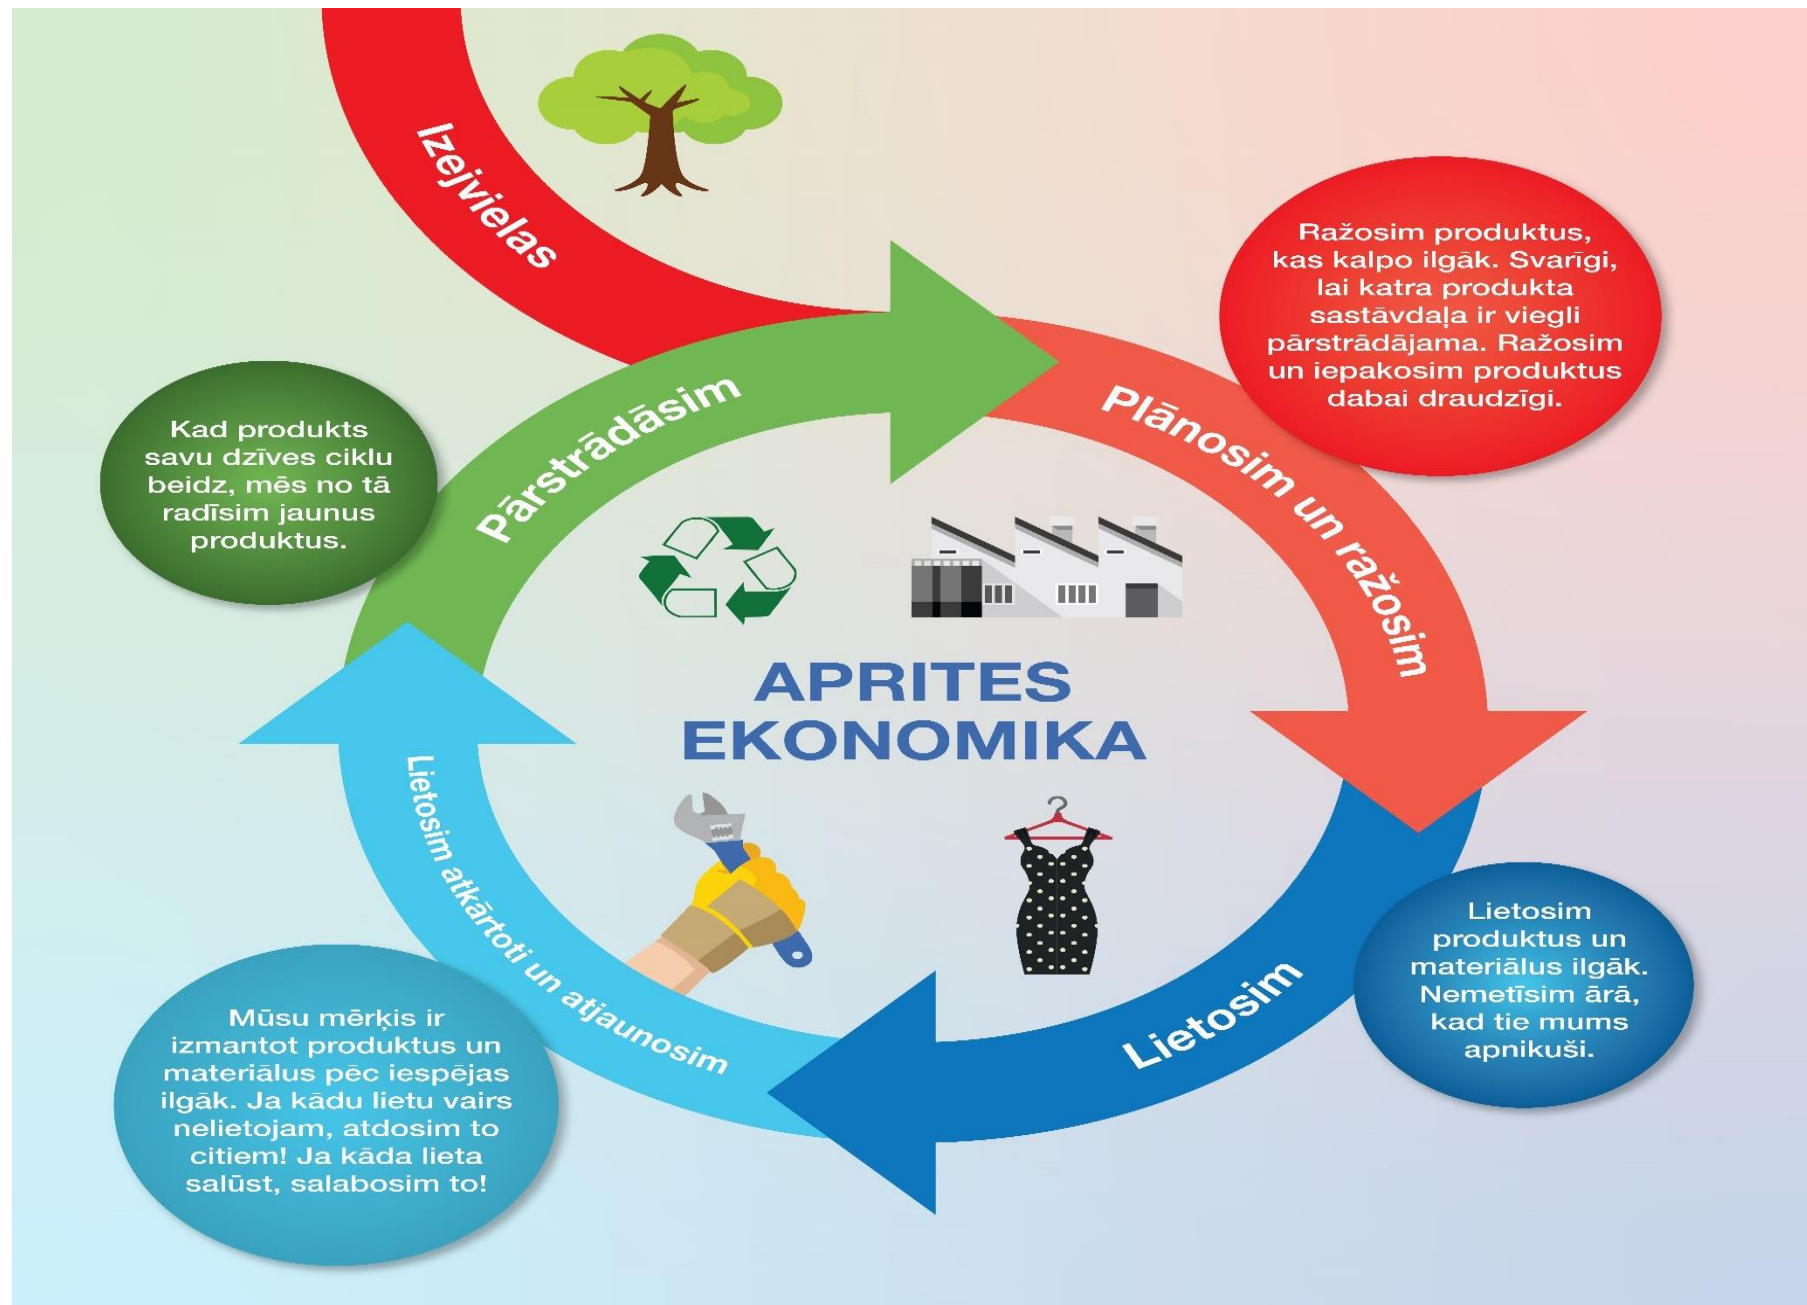 Izejvielas
Ražosim produktus,
kas kalpo ilgāk. Svarīgi,
lai katra produkta
sastāvdaļa ir viegli
pārstrādājama. Ražosim
un iepakosim produktus
dabai draudzīgi.
Plānosim un ražosim
Pārstrādāsim
Kad produkts
savu dzīves ciklu
beidz, mēs no tā
radīsim jaunus
produktus.
APRITES
EKONOMIKA
Lietosim
produktus un
materiālus ilgāk.
Nemetīsim ārā,
kad tie mums
apnikuši.
Lietosim
Lietosim atkārtoti un atjaunosim
Mūsu mērķis ir
izmantot produktus un
materiālus pēc iespējas
ilgāk. Ja kādu lietu vairs
nelietojam, atdosim to
citiem! Ja kāda lieta
salūst, salabosim to!